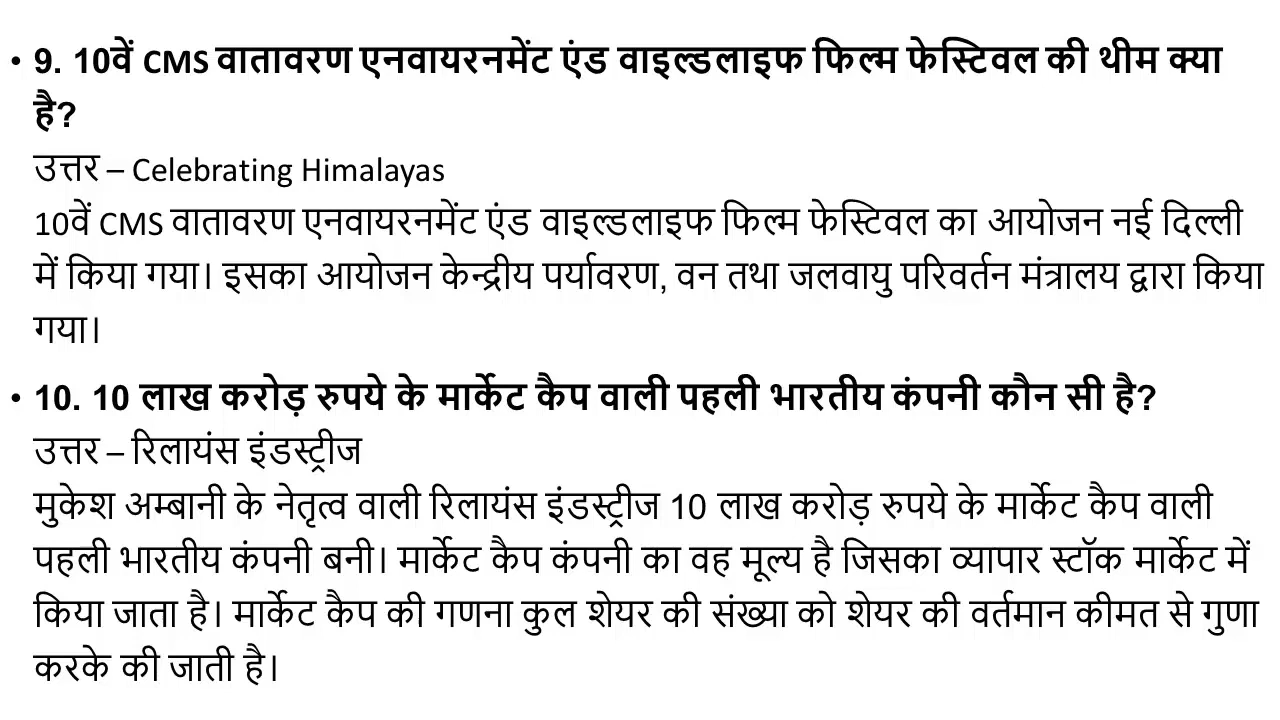 • 9. 10वें CMS वातावरण एनवायरनमेंट एंड वाइल्डलाइफ फिल्म फेस्टिवल की थीम क्या
है?
उत्तर – Celebrating Himalayas
10वें CMS वातावरण एनवायरनमेंट एंड वाइल्डलाइफ फिल्म फेस्टिवल का आयोजन नई दिल्ली
में किया गया। इसका आयोजन केन्द्रीय पर्यावरण, वन तथा जलवायु परिवर्तन मंत्रालय द्वारा किया
गया।
• 10. 10 लाख करोड़ रुपये के मार्केट कैप वाली पहली भारतीय कंपनी कौन सी है?
उत्तर – रिलायंस इंडस्ट्रीज
मुकेश अम्बानी के नेतृत्व वाली रिलायंस इंडस्ट्रीज 10 लाख करोड़ रुपये के मार्केट कैप वाली
पहली भारतीय कंपनी बनी। मार्केट कैप कंपनी का वह मूल्य है जिसका व्यापार स्टॉक मार्केट में
किया जाता है। मार्केट कैप की गणना कुल शेयर की संख्या को शेयर की वर्तमान कीमत से गुणा
करके की जाती है।